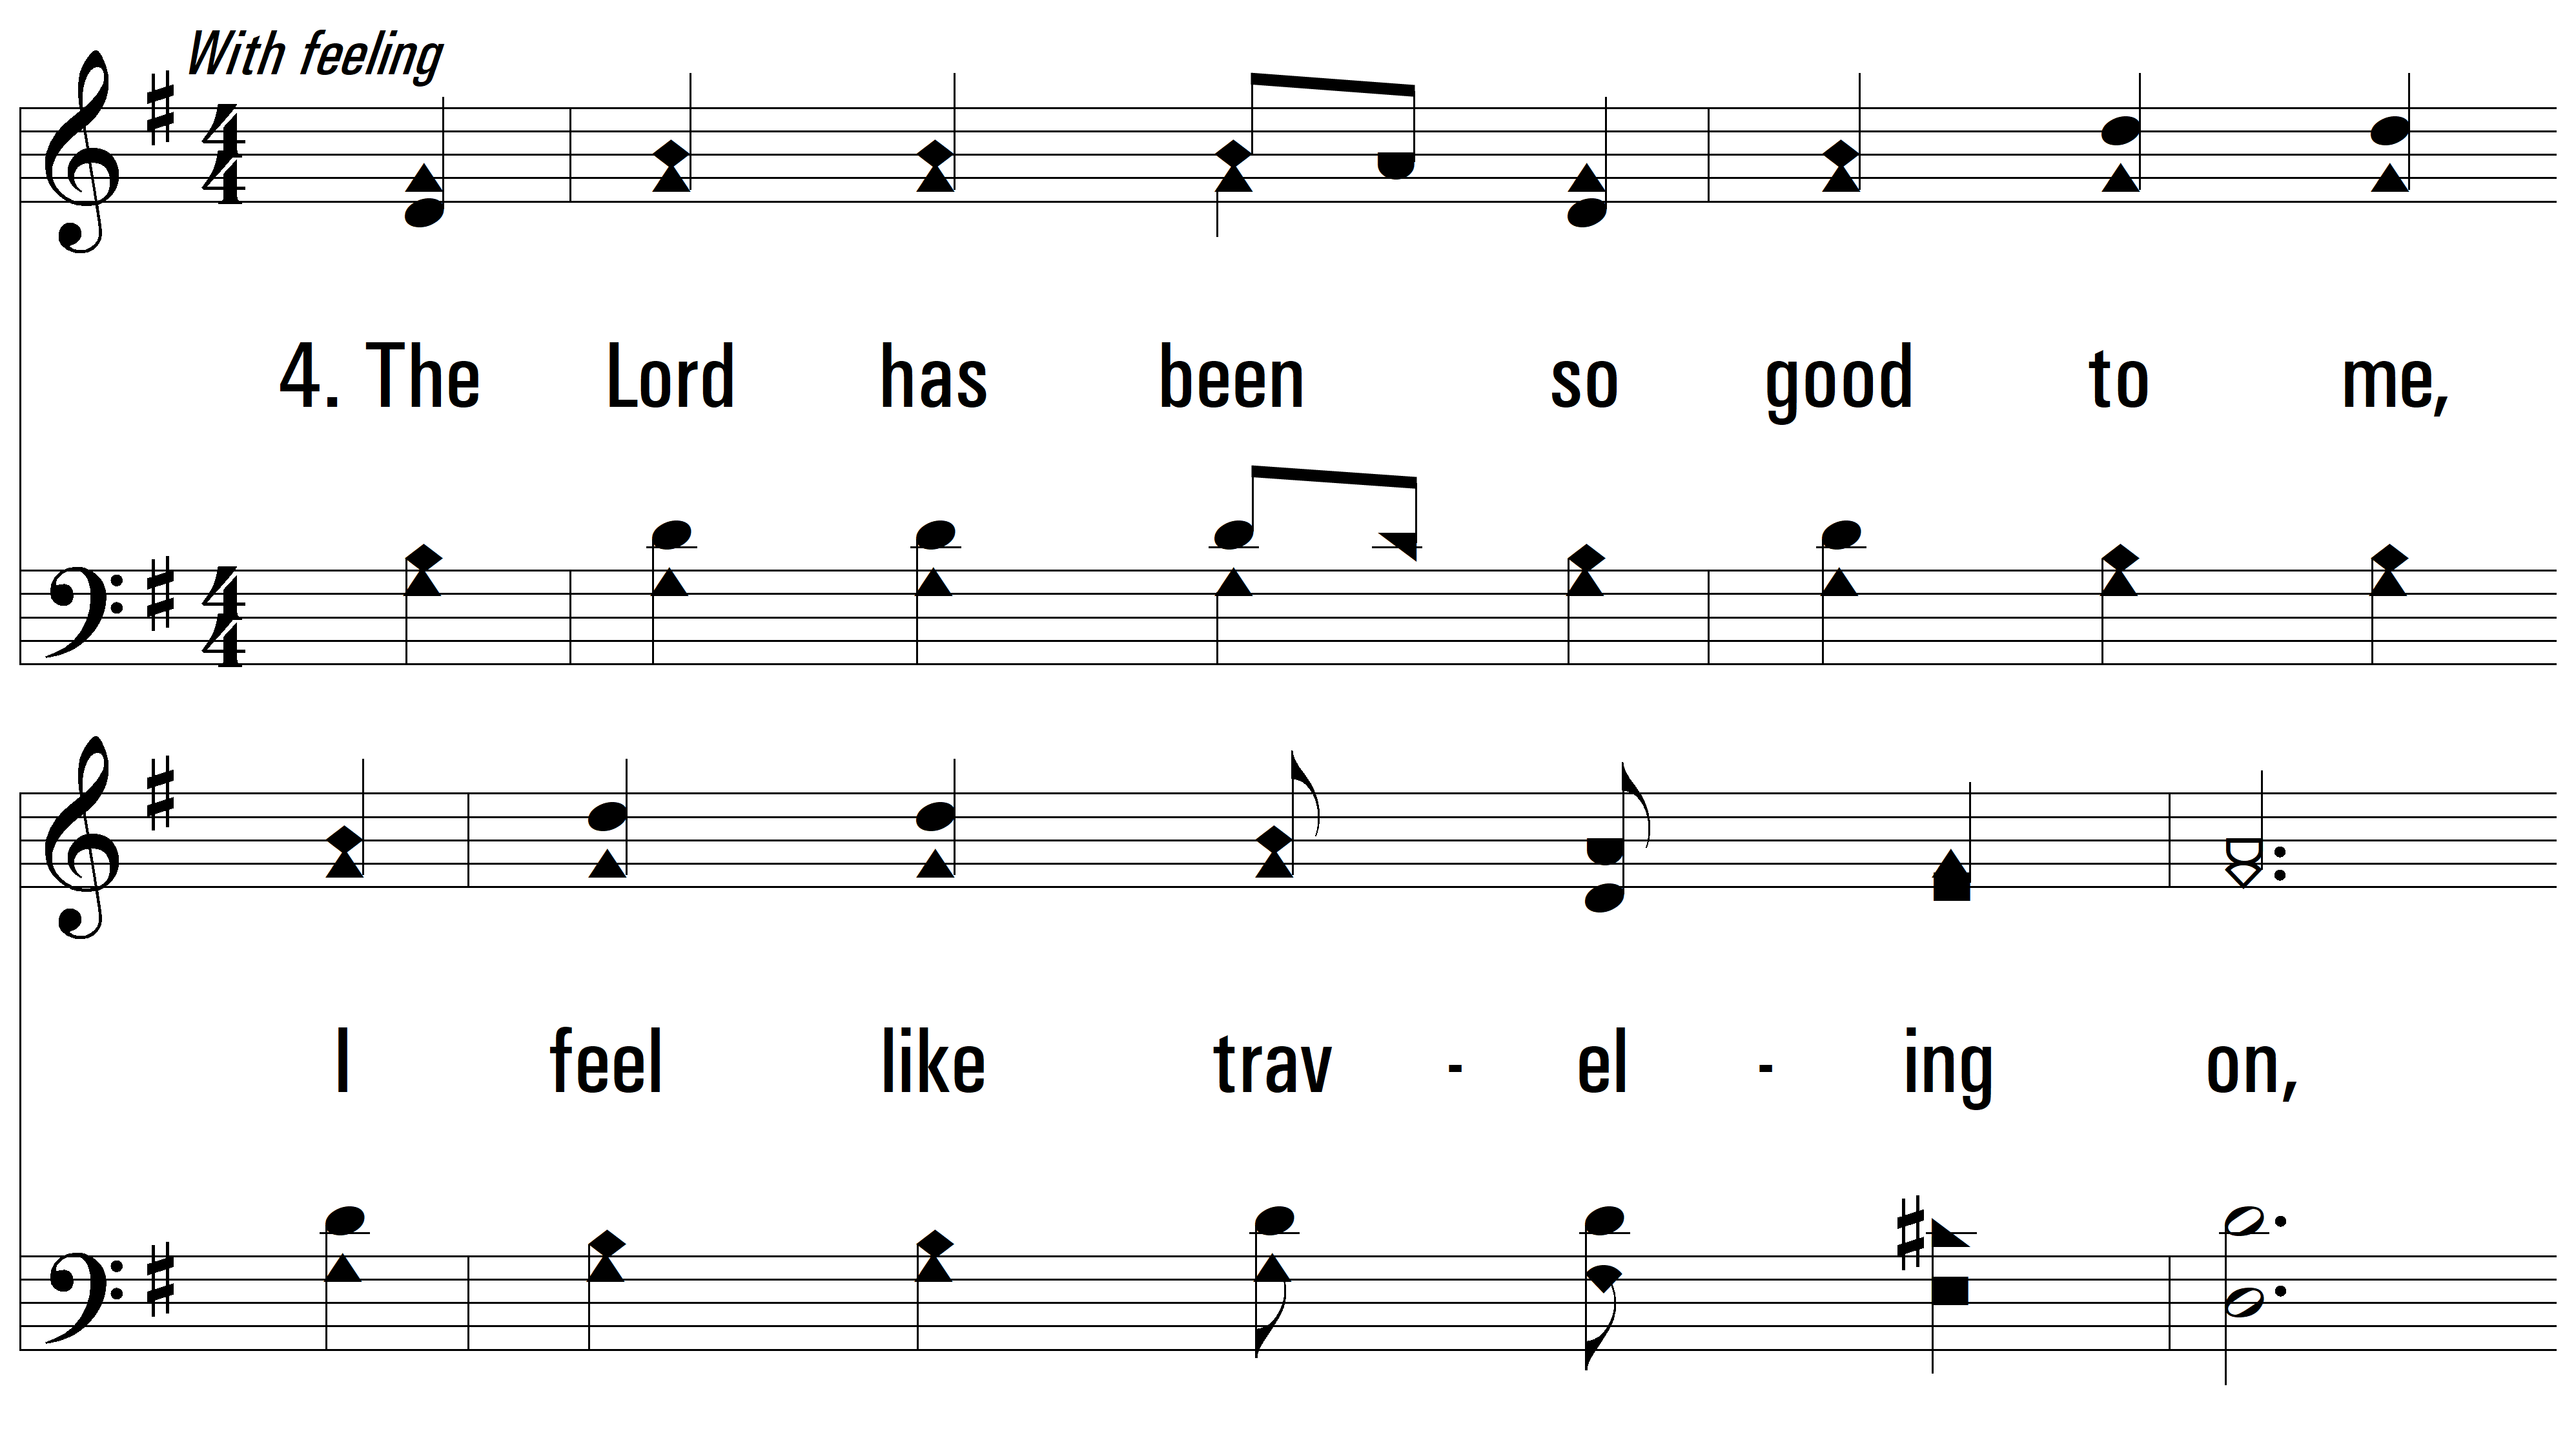 With feeling
4. The Lord has been so good to me,
I feel like trav - el - ing on,